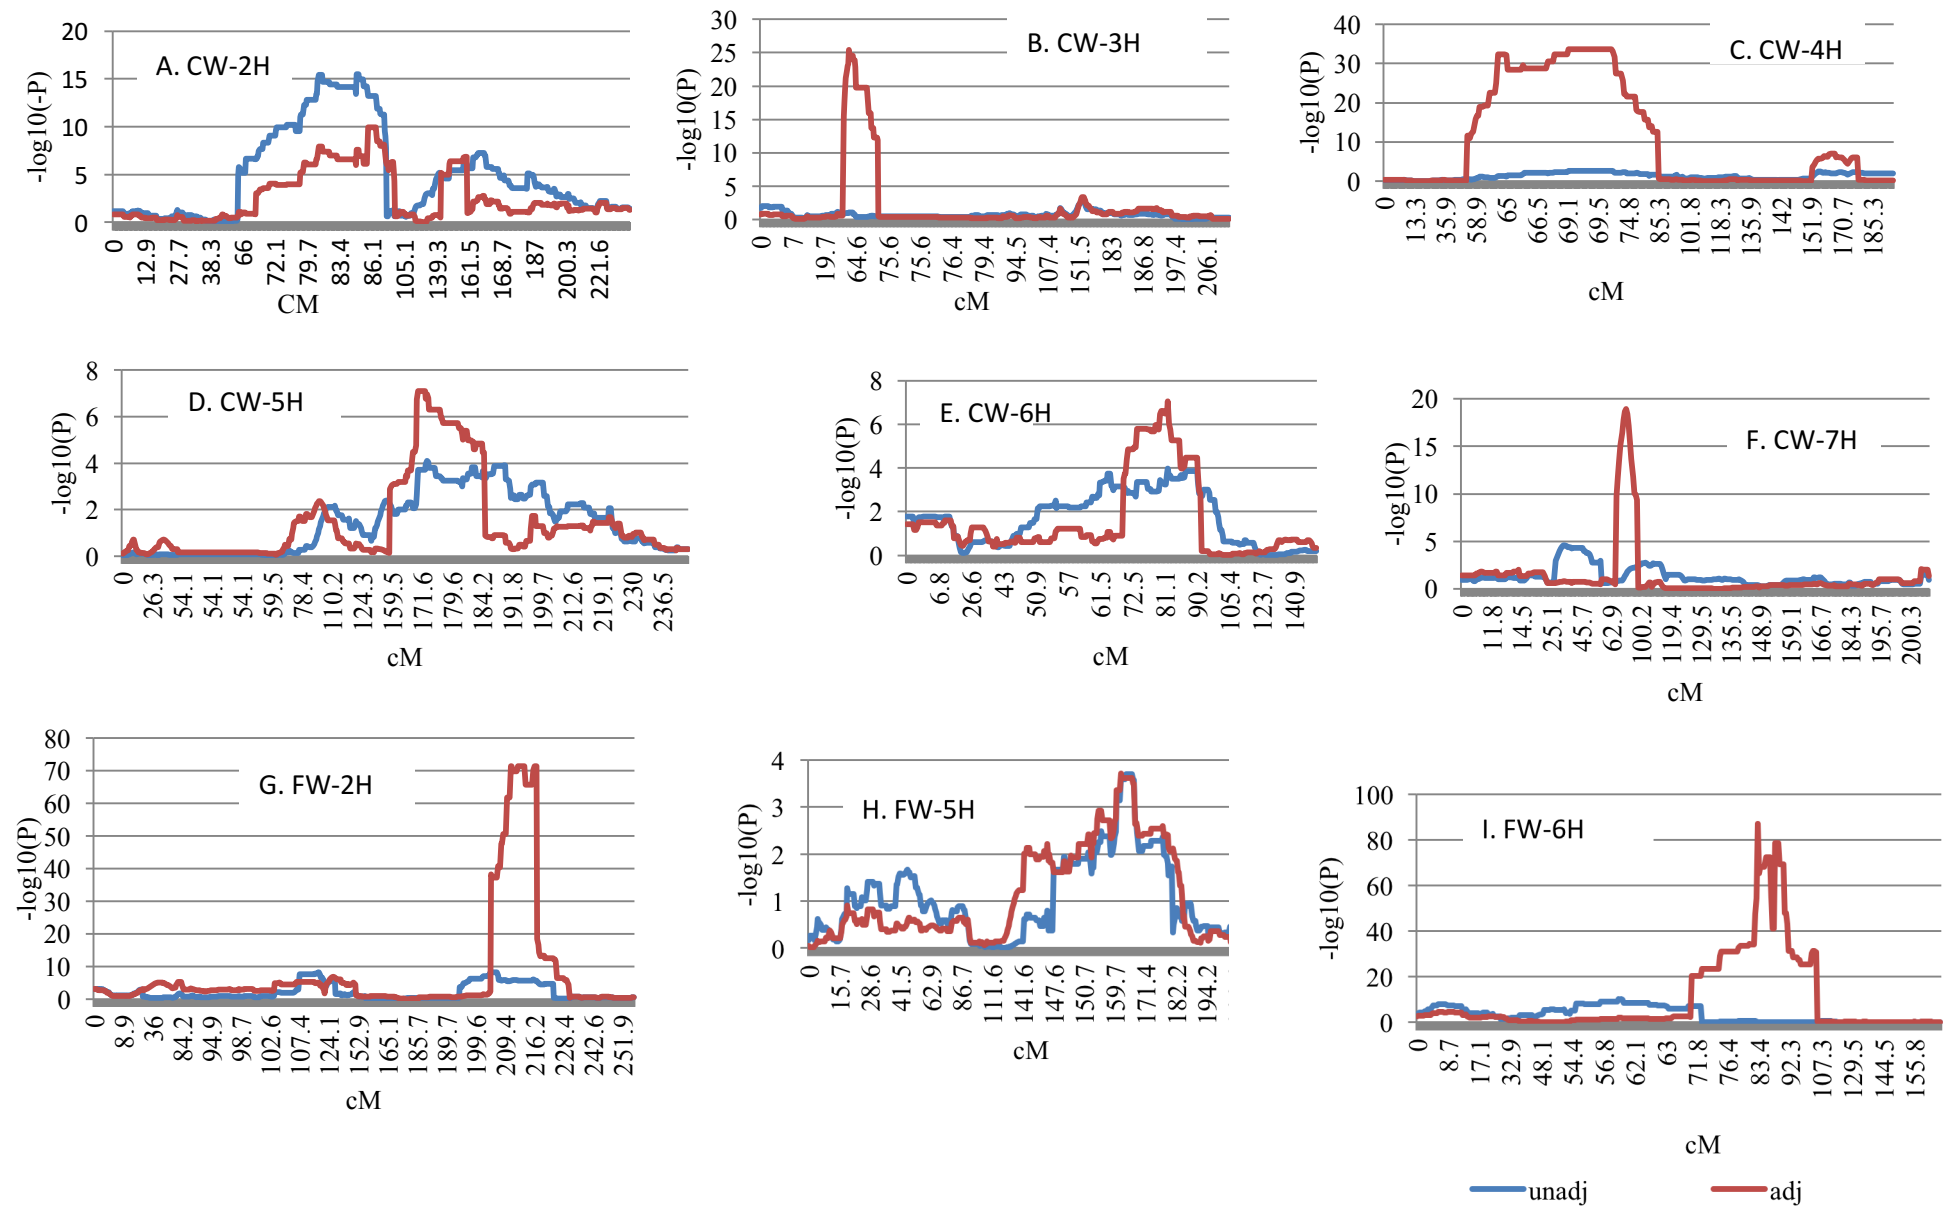 A. CW-2H
-log10(-P)
20
15
10
5
0
0 12.9 27.7 38.3 66 72.1 79.7 83.4 86.1 105.1 139.3 161.5 168.7 187 200.3 221.6
CM
B. CW-3H
-log10(P)
30
25
20
15
10
5
0
0 7 19.7 64.6 75.6 75.6 76.4 79.4 94.5 107.4 151.5 183 186.8 197.4 206.1
cM
C. CW-4H
-log10(P)
40
30
20
10
0
0 13.3 35.9 58.9 65 66.5 69.1 69.5 74.8 85.3 101.8 118.3 135.9 142 151.9 170.7 185.3
cM
D. CW-5H
-log10(P)
8
6
4
2
0
0 26.3 54.1 54.1 54.1 59.5 78.4 110.2 124.3 159.5 171.6 179.6 184.2 191.8 199.7 212.6 219.1 230 236.5
cM
E. CW-6H
-log10(P)
8
6
4
2
0
0 6.8 26.6 43 50.9 57 61.5 72.5 81.1 90.2 105.4 123.7 140.9
cM
F. CW-7H
-log10(P)
20
15
10
5
0
0 11.8 14.5 25.1 45.7 62.9 100.2 119.4 129.5 135.5 148.9 159.1 166.7 184.3 195.7 200.3
cM
G. FW-2H
-log10(P)
80
70
60
50
40
30
20
10
0
0 8.9 36 84.2 94.9 98.7 102.6 107.4 124.1 152.9 165.1 185.7 189.7 199.6 209.4 216.2 228.4 242.6 251.9
cM
H. FW-5H
-log10(P)
4
3
2
1
0
0 15.7 28.6 41.5 62.9 86.7 111.6 141.6 147.6 150.7 159.7 171.4 182.2 194.2
cM
I. FW-6H
-log10(P)
100
80
60
40
20
0
0 8.7 17.1 32.9 48.1 54.4 56.8 62.1 63 71.8 76.4 83.4 92.3 107.3 129.5 144.5 155.8
cM
unadj adj